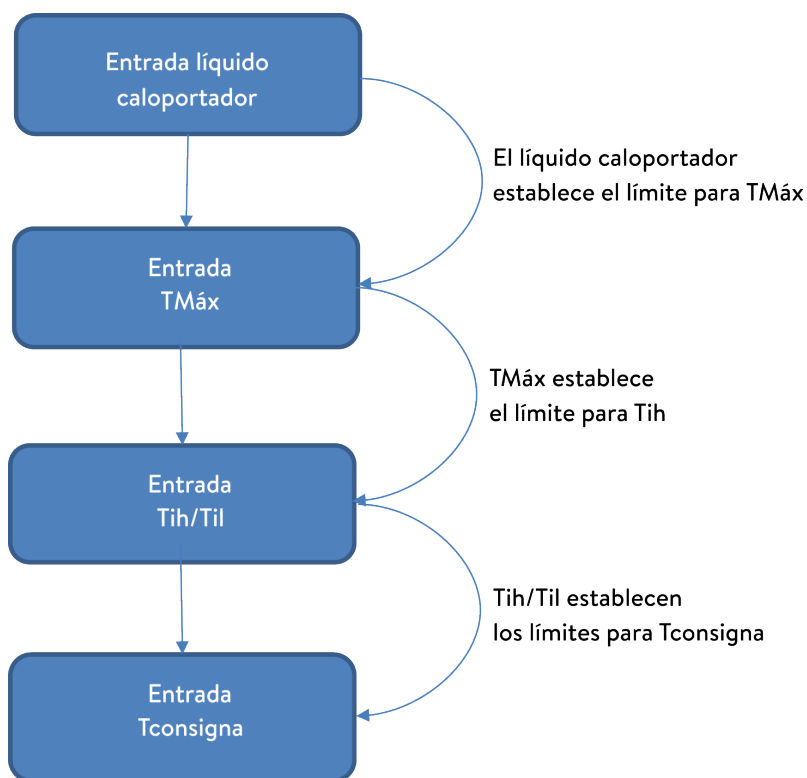 Entrada líquido
caloportador
El líquido caloportador
establece el límite para TMáx
Entrada
TMáx
TMáx establece
el límite para Tih
Entrada
Tih/Til
Tih/Til establecen
los límites para Tconsigna
Entrada
Tconsigna